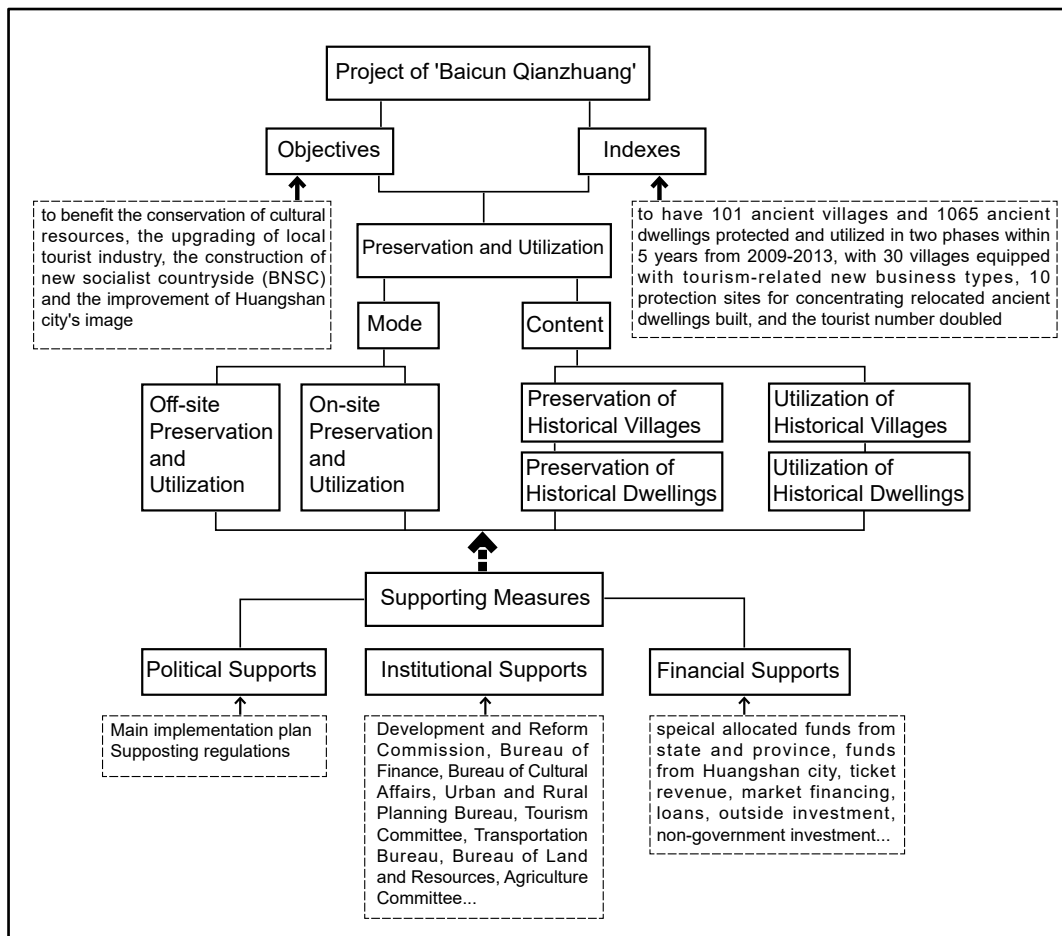 Project of 'Baicun Qianzhuang'
Objectives
Indexes
to benefit the conservation of cultural
resources, the upgrading of local
tourist industry, the construction of
new socialist countryside (BNSC)
and the improvement of Huangshan
city's image
to have 101 ancient villages and 1065 ancient
dwellings protected and utilized in two phases within
5 years from 2009-2013, with 30 villages equipped
with tourism-related new business types, 10
protection sites for concentrating relocated ancient
dwellings built, and the tourist number doubled
Preservation and Utilization
Mode
Content
Off-site
Preservation
and
Utilization
On-site
Preservation
and
Utilization
Preservation of
Historical Villages
Utilization of
Historical Villages
Preservation of
Historical Dwellings
Utilization of
Historical Dwellings
Supporting Measures
Political Supports
Institutional Supports
Financial Supports
Main implementation plan
Supposting regulations
Development and Reform
Commission, Bureau of
Finance, Bureau of Cultural
Affairs, Urban and Rural
Planning Bureau, Tourism
Committee, Transportation
Bureau, Bureau of Land
and Resources, Agriculture
Committee...
speical allocated funds from
state and province, funds
from Huangshan city, ticket
revenue, market financing,
loans, outside investment,
non-government investment...